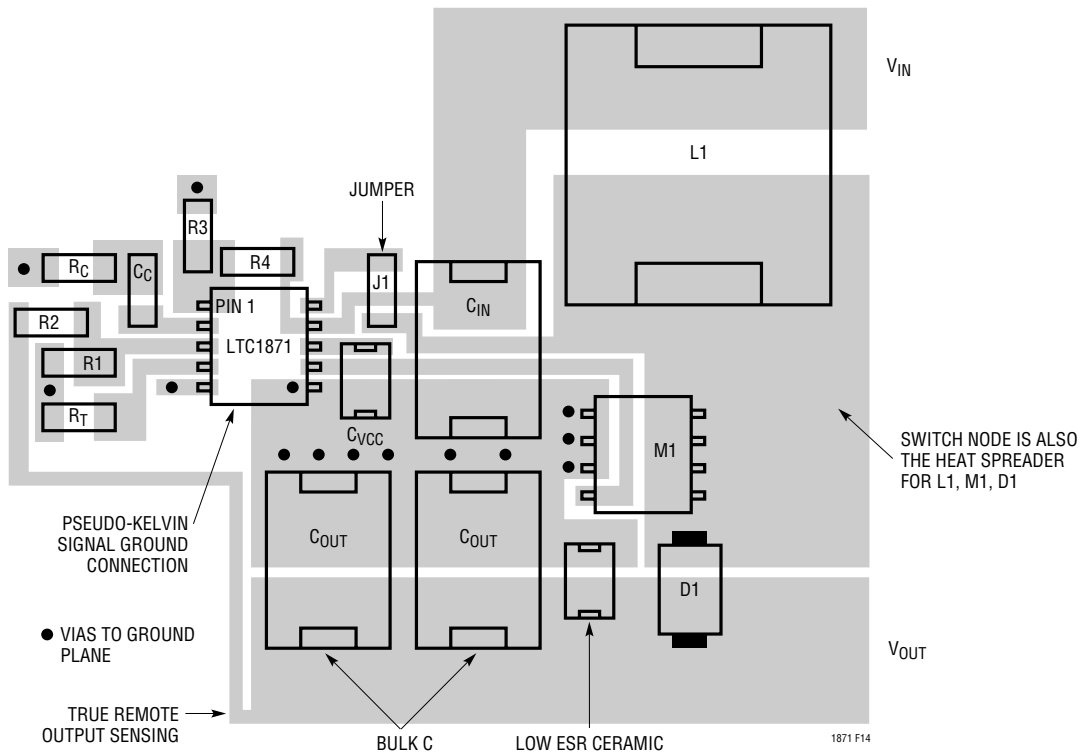 VIN
L1
JUMPER
R3
RC
CC
R4
J1
CIN
PIN 1
R2
LTC1871
R1
RT
CVCC
M1
SWITCH NODE IS ALSO
THE HEAT SPREADER
FOR L1, M1, D1
PSEUDO-KELVIN
SIGNAL GROUND
CONNECTION
COUT
COUT
D1
VIAS TO GROUND
PLANE
VOUT
TRUE REMOTE
OUTPUT SENSING
BULK C
LOW ESR CERAMIC
1871 F14